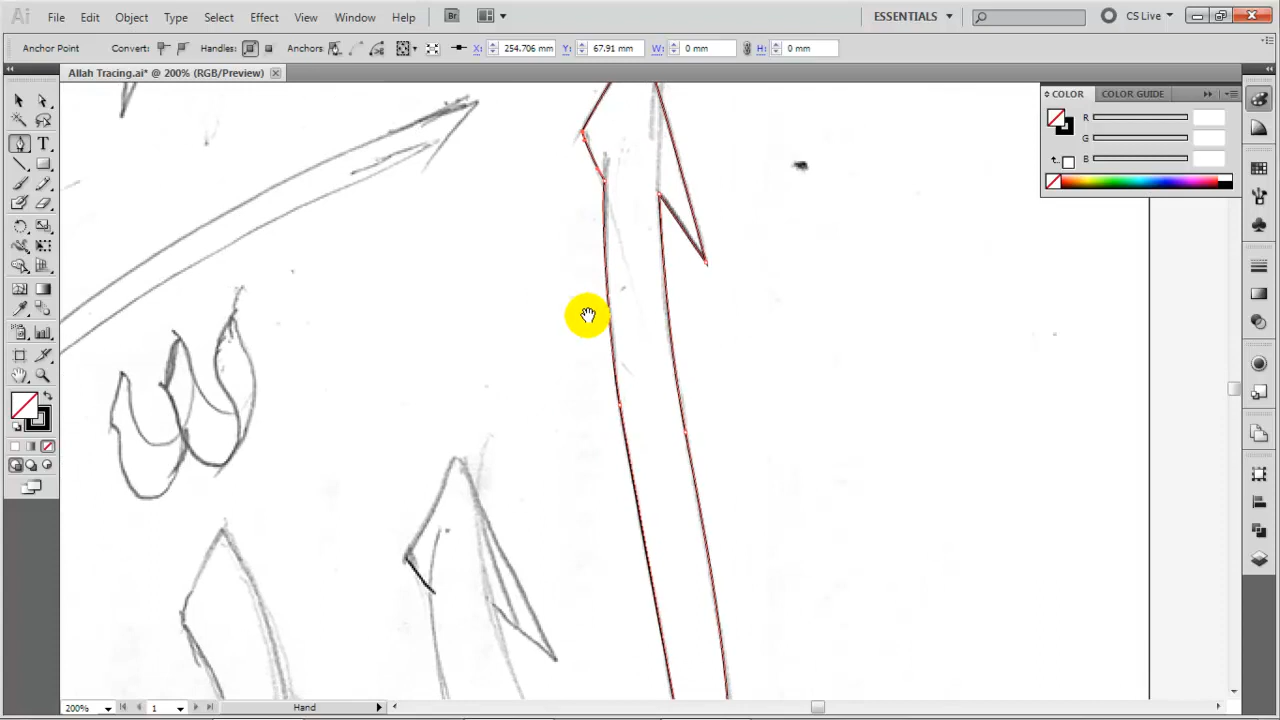 Ai File Edit Object Type Select Effect View Window Help Br ESSENTIALS CS Live
Anchor Point Convert: Handles: Anchors X: 254.706 mm Y: 67.91 mm W: 0 mm H: 0 mm
Allah Tracing.ai* @ 200% (RGB/Preview)
COLOR COLOR GUIDE
R
G
B
T
200% 1 Hand